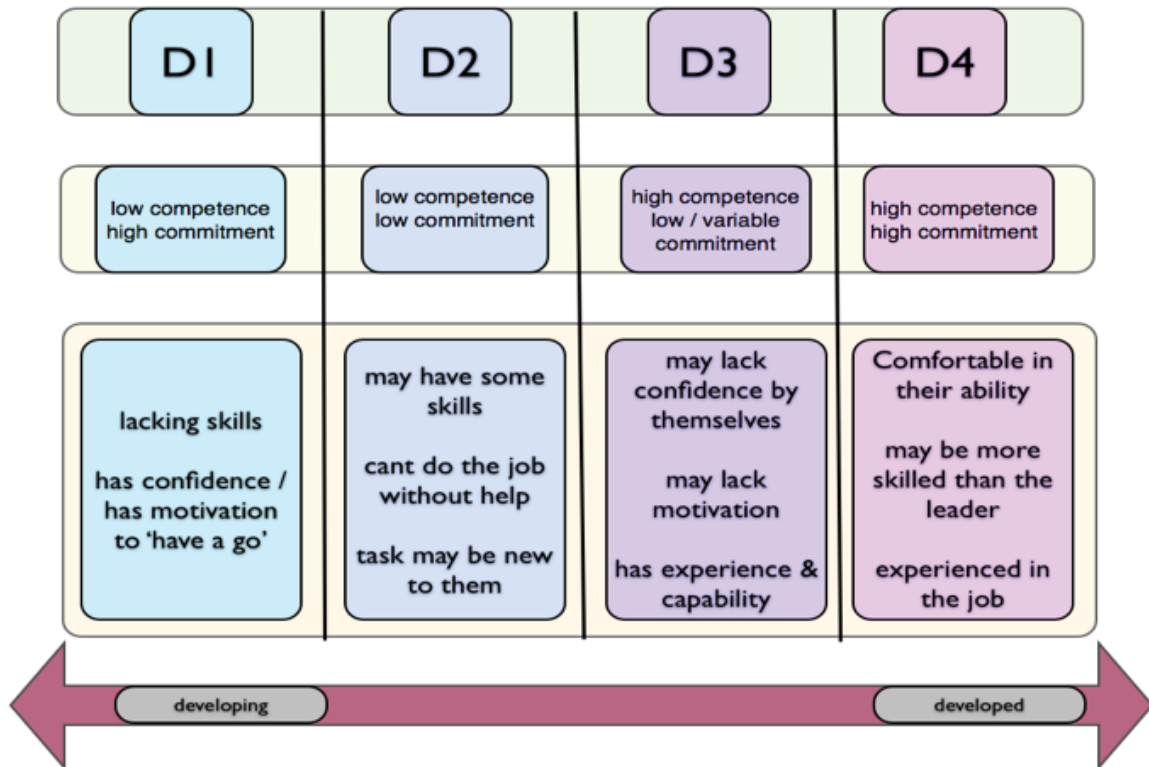 D1
D2
D3
D4
low competence
high commitment
low competence
low commitment
high competence
low / variable
commitment
high competence
high commitment
lacking skills
has confidence /
has motivation
to ‘have a go’
may have some
skills
cant do the job
without help
task may be new
to them
may lack
confidence by
themselves
may lack
motivation
has experience &
capability
Comfortable in
their ability
may be more
skilled than the
leader
experienced in
the job
developing
developed